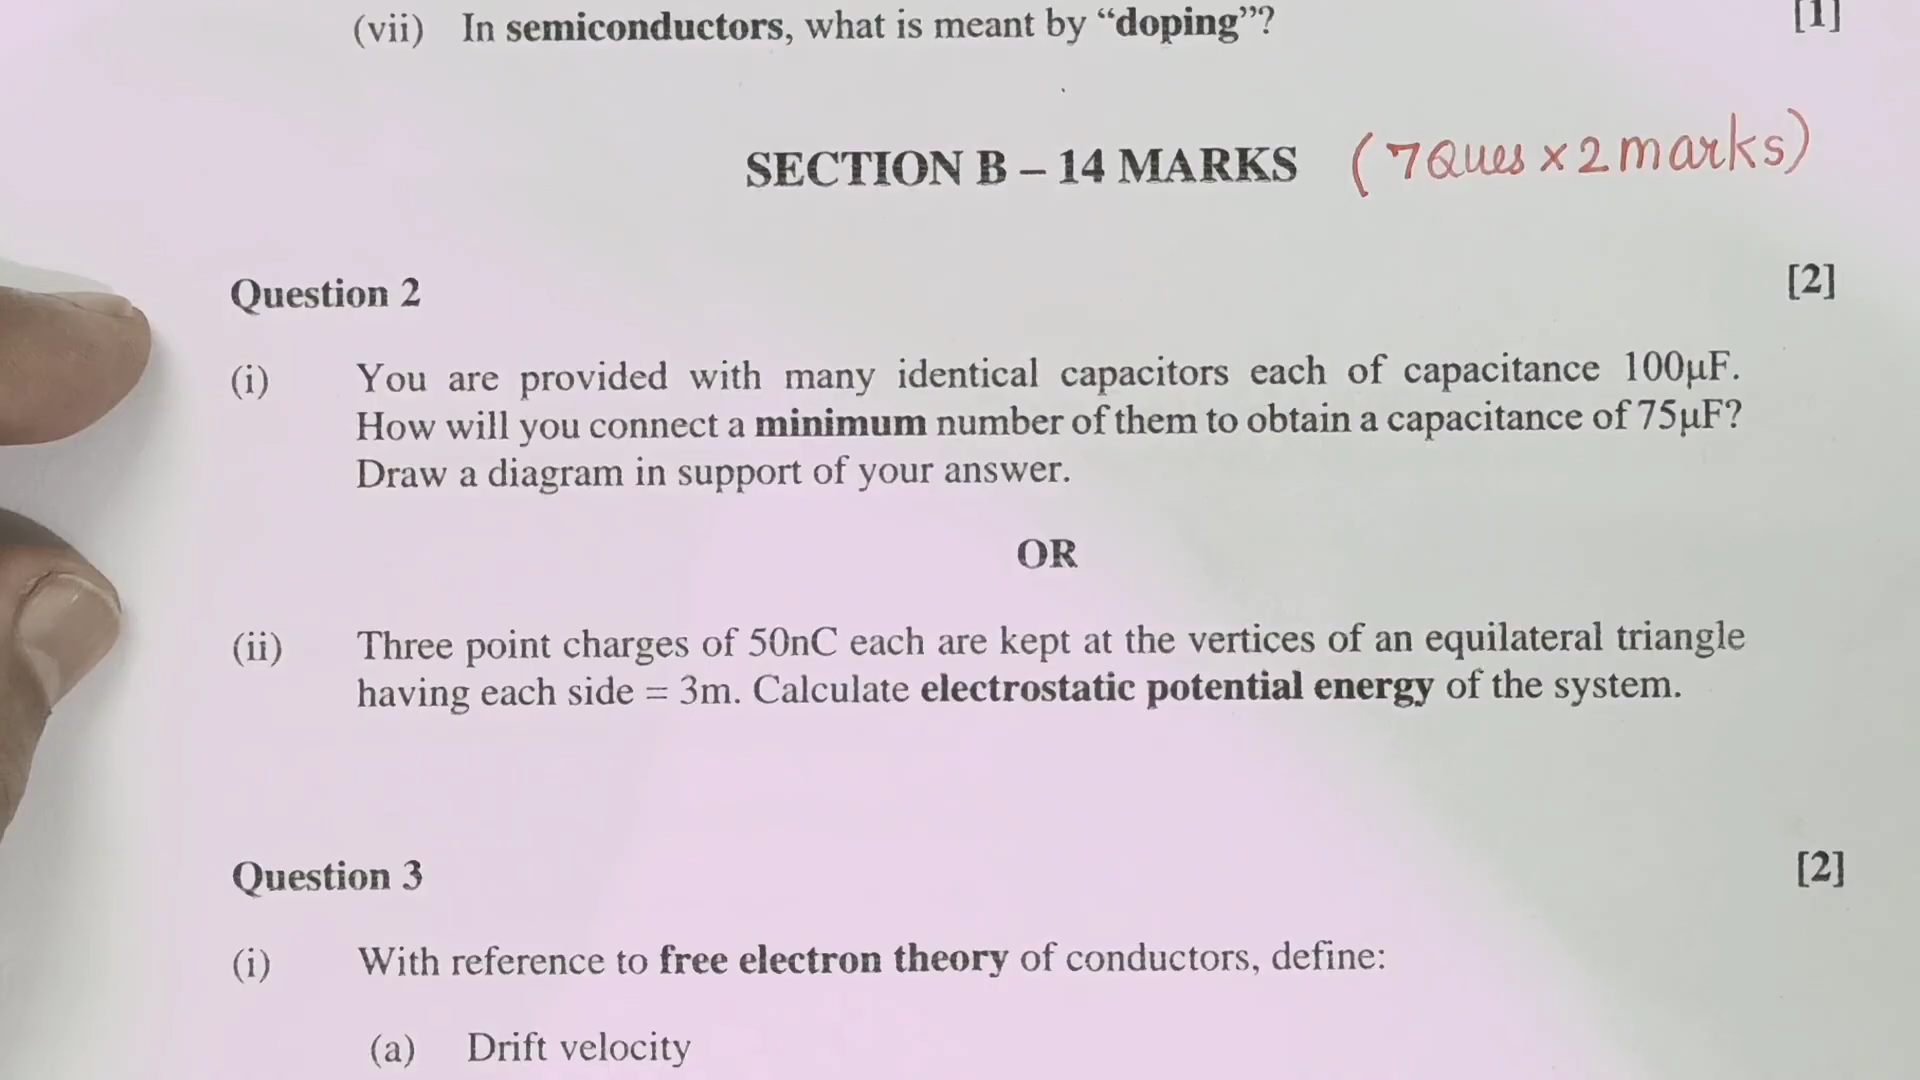 (vii) In semiconductors, what is meant by “doping”? [1]
SECTION B – 14 MARKS (7Ques x 2 marks)
Question 2 [2]
(i) You are provided with many identical capacitors each of capacitance 100μF.
How will you connect a minimum number of them to obtain a capacitance of 75μF?
Draw a diagram in support of your answer.
OR
(ii) Three point charges of 50nC each are kept at the vertices of an equilateral triangle
having each side = 3m. Calculate electrostatic potential energy of the system.
Question 3 [2]
(i) With reference to free electron theory of conductors, define:
(a) Drift velocity